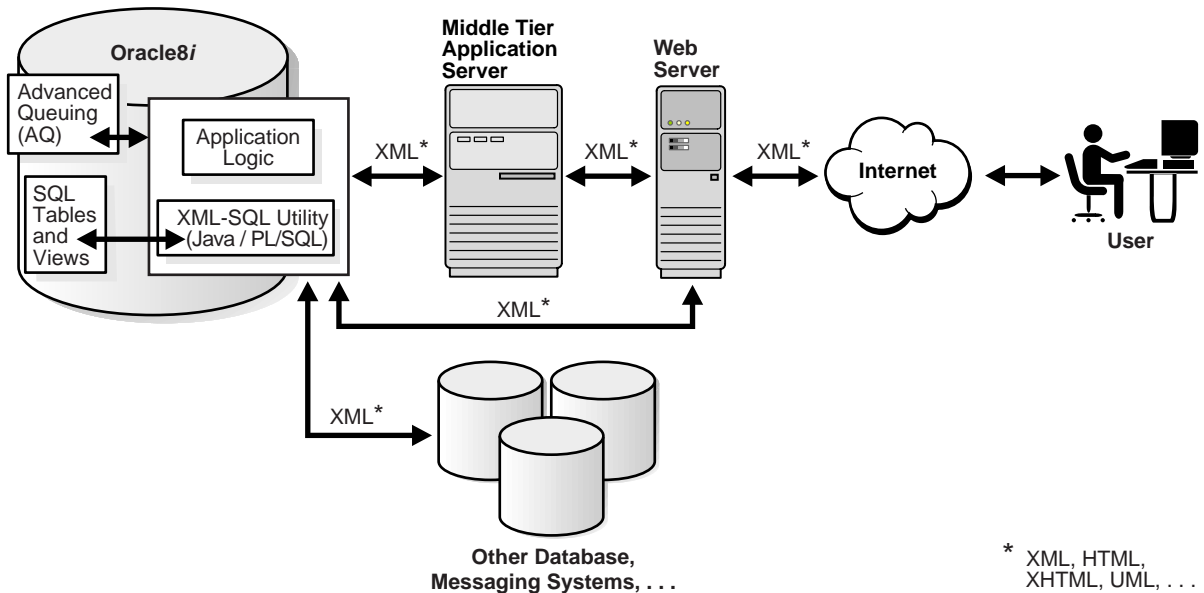 Oracle8i
Middle Tier
Application
Server
Web
Server
Advanced
Queuing
(AQ)
Application
Logic
SQL
Tables
and
Views
XML-SQL Utility
(Java / PL/SQL)
XML*
XML*
XML*
Internet
User
XML*
XML*
Other Database,
Messaging Systems, . . .
* XML, HTML,
XHTML, UML, . . .